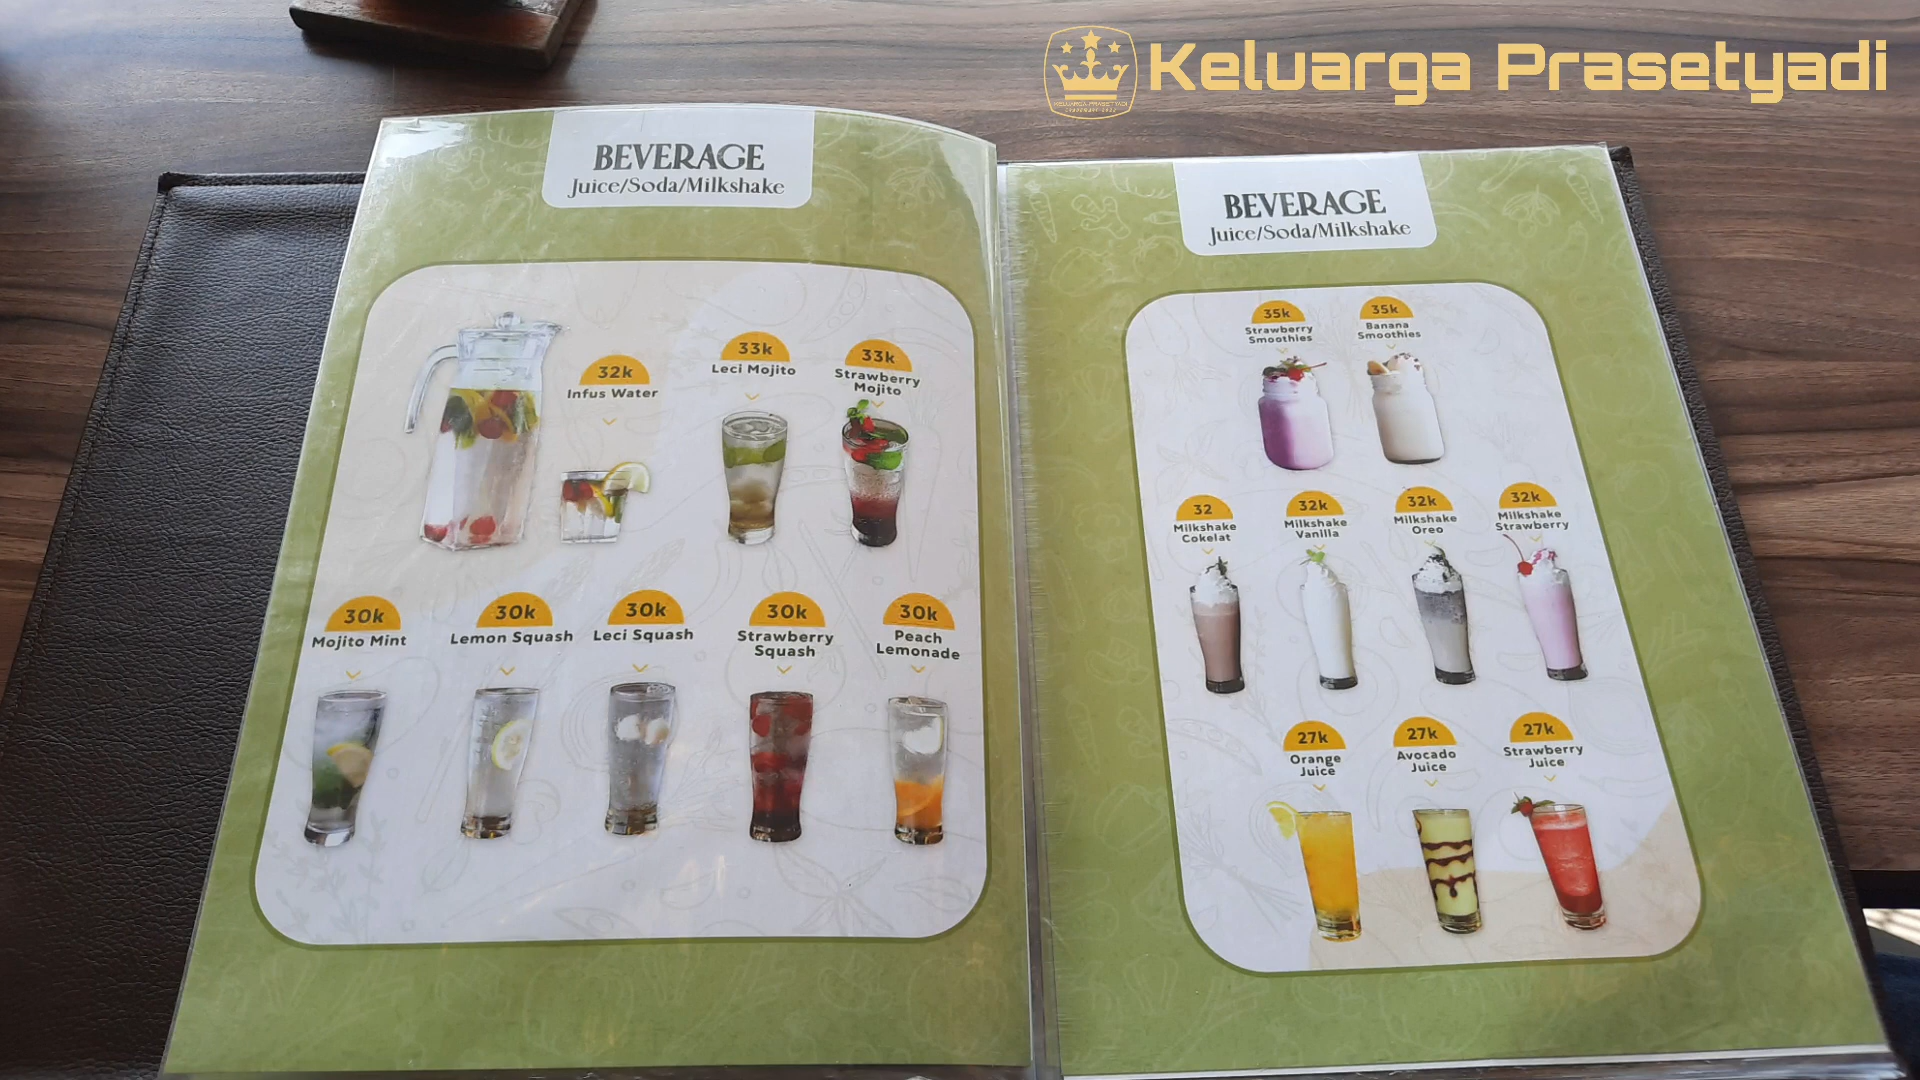 Keluarga Prasetyadi
KELUARGA PRASETYADI
BEVERAGE
Juice/Soda/Milkshake
32k
Infus Water
33k
Leci Mojito
33k
Strawberry
Mojito
30k
Mojito Mint
30k
Lemon Squash
30k
Leci Squash
30k
Strawberry
Squash
30k
Peach
Lemonade
BEVERAGE
Juice/Soda/Milkshake
35k
Strawberry
Smoothies
35k
Banana
Smoothies
32
Milkshake
Cokelat
32k
Milkshake
Vanilla
32k
Milkshake
Oreo
32k
Milkshake
Strawberry
27k
Orange
Juice
27k
Avocado
Juice
27k
Strawberry
Juice